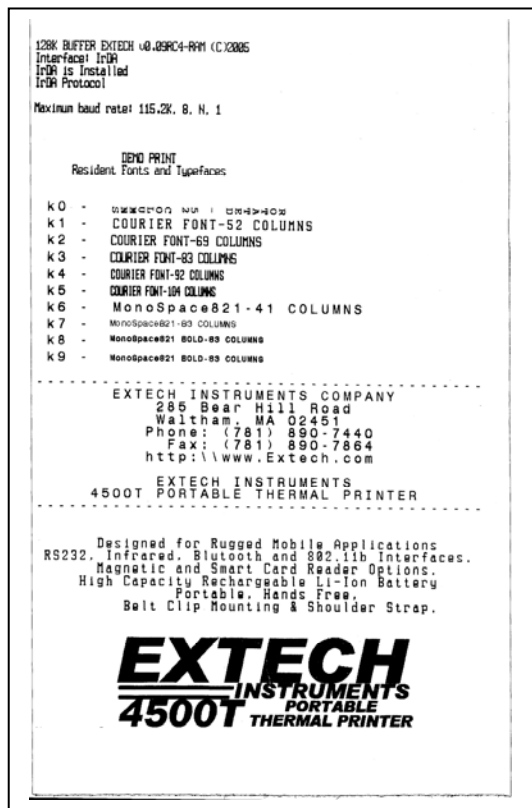 128K BUFFER EXTECH v0.09RC4-RAM (C)2005
Interface: IrDA
IrDA is Installed
IrDA Protocol
Maximum baud rate: 115.2K, 8, N, 1
DEMO PRINT
Resident Fonts and Typefaces
k0 -
k1 - COURIER FONT-52 COLUMNS
k2 - COURIER FONT-69 COLUMNS
k3 - COURIER FONT-83 COLUMNS
k4 - COURIER FONT-92 COLUMNS
k5 - COURIER FONT-104 COLUMNS
k6 - MonoSpace821-41 COLUMNS
k7 - MonoSpace821-83 COLUMNS
k8 - MonoSpace821 BOLD-83 COLUMNS
k9 - MonoSpace821 BOLD-83 COLUMNS
EXTECH INSTRUMENTS COMPANY
285 Bear Hill Road
Waltham, MA 02451
Phone: (781) 890-7440
Fax: (781) 890-7864
http:\\www.Extech.com
EXTECH INSTRUMENTS
4500T PORTABLE THERMAL PRINTER
Designed for Rugged Mobile Applications
RS232, Infrared, Blutooth and 802.11b Interfaces.
Magnetic and Smart Card Reader Options.
High Capacity Rechargeable Li-Ion Battery
Portable, Hands Free,
Belt Clip Mounting & Shoulder Strap.
EXTECH
INSTRUMENTS
4500T PORTABLE
THERMAL PRINTER